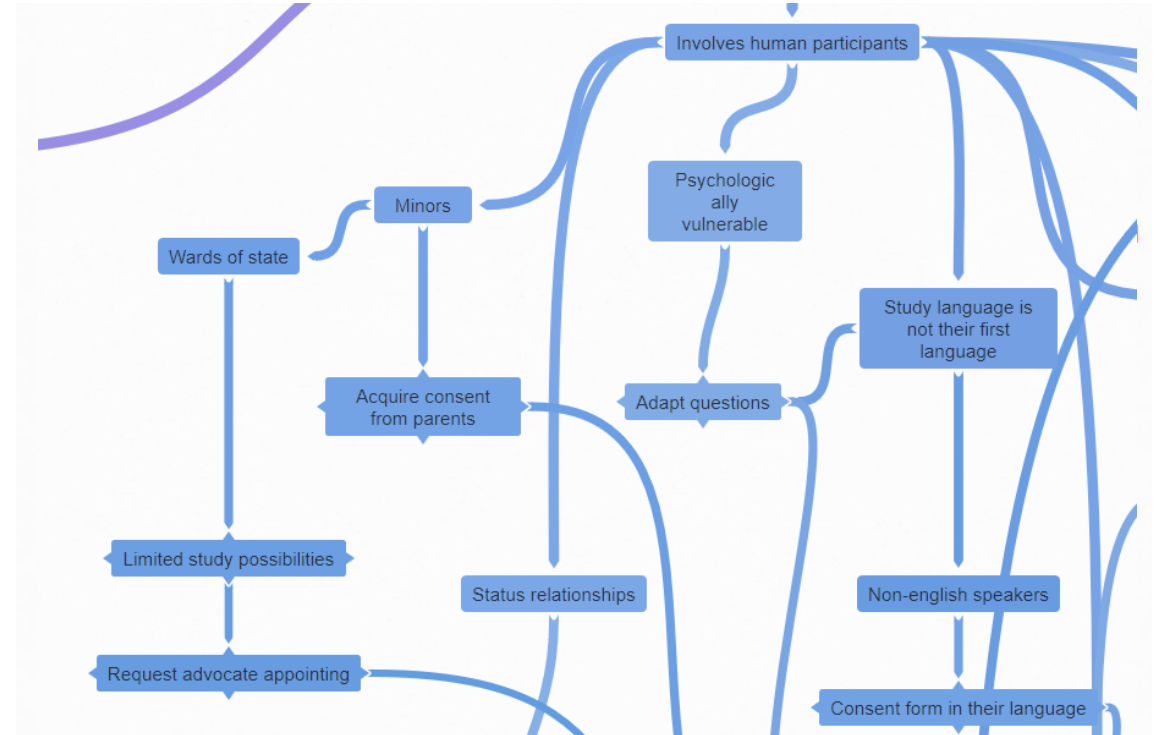 Involves human participants
Psychologic
ally
vulnerable
Minors
Wards of state
Study language is
not their first
language
Acquire consent
from parents
Adapt questions
Limited study possibilities
Status relationships
Non-english speakers
Request advocate appointing
Consent form in their language